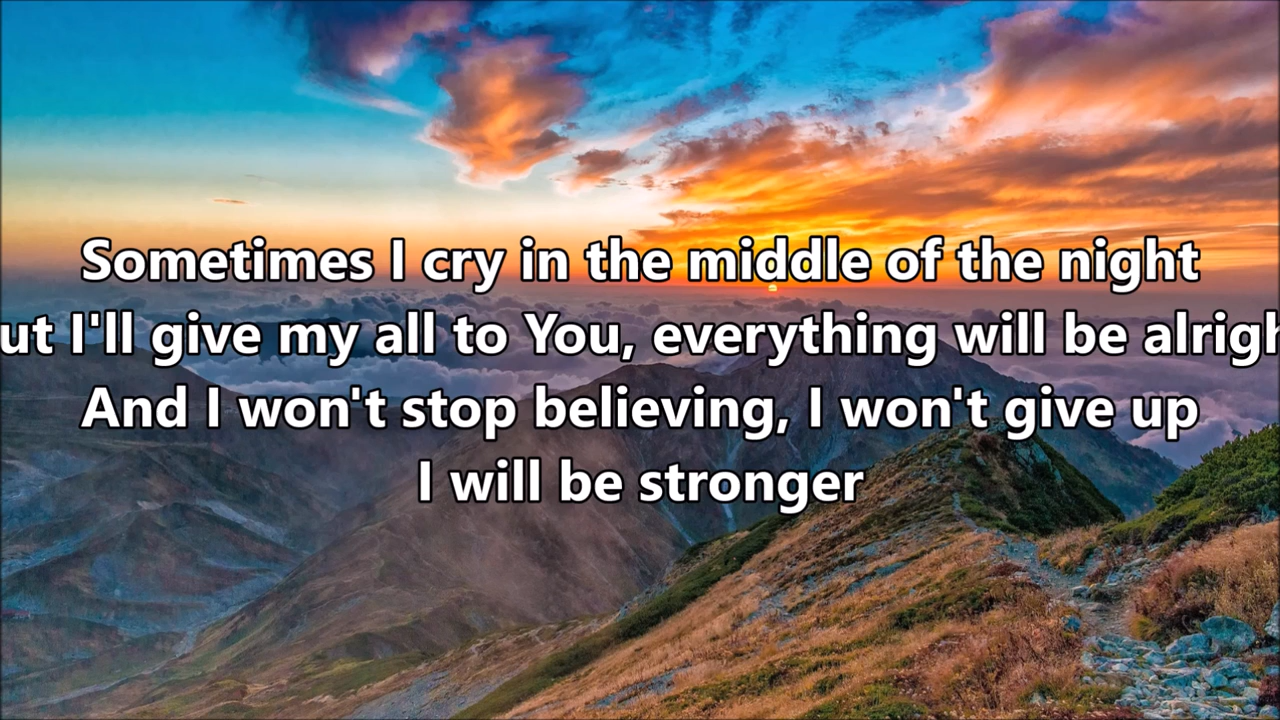 Sometimes I cry in the middle of the night
ut I'll give my all to You, everything will be alrigh
And I won't stop believing, I won't give up
I will be stronger